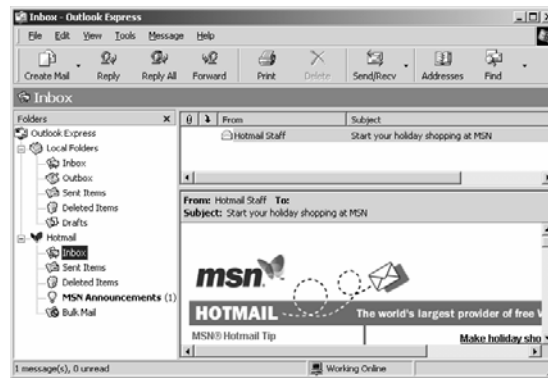 Inbox - Outlook Express
File Edit View Tools Message Help
Create Mail Reply Reply All Forward Print Delete Send/Recv Addresses Find
Inbox
Folders
From Subject
Outlook Express
Hotmail Staff Start your holiday shopping at MSN
Local Folders
Inbox
Outbox
Sent Items
Deleted Items
Drafts
Hotmail
Inbox
Sent Items
Deleted Items
MSN Announcements (1)
Bulk Mail
From: Hotmail Staff To:
Subject: Start your holiday shopping at MSN
msn
HOTMAIL The world's largest provider of free
MSN® Hotmail Tip Make holiday sho
1 message(s), 0 unread Working Online